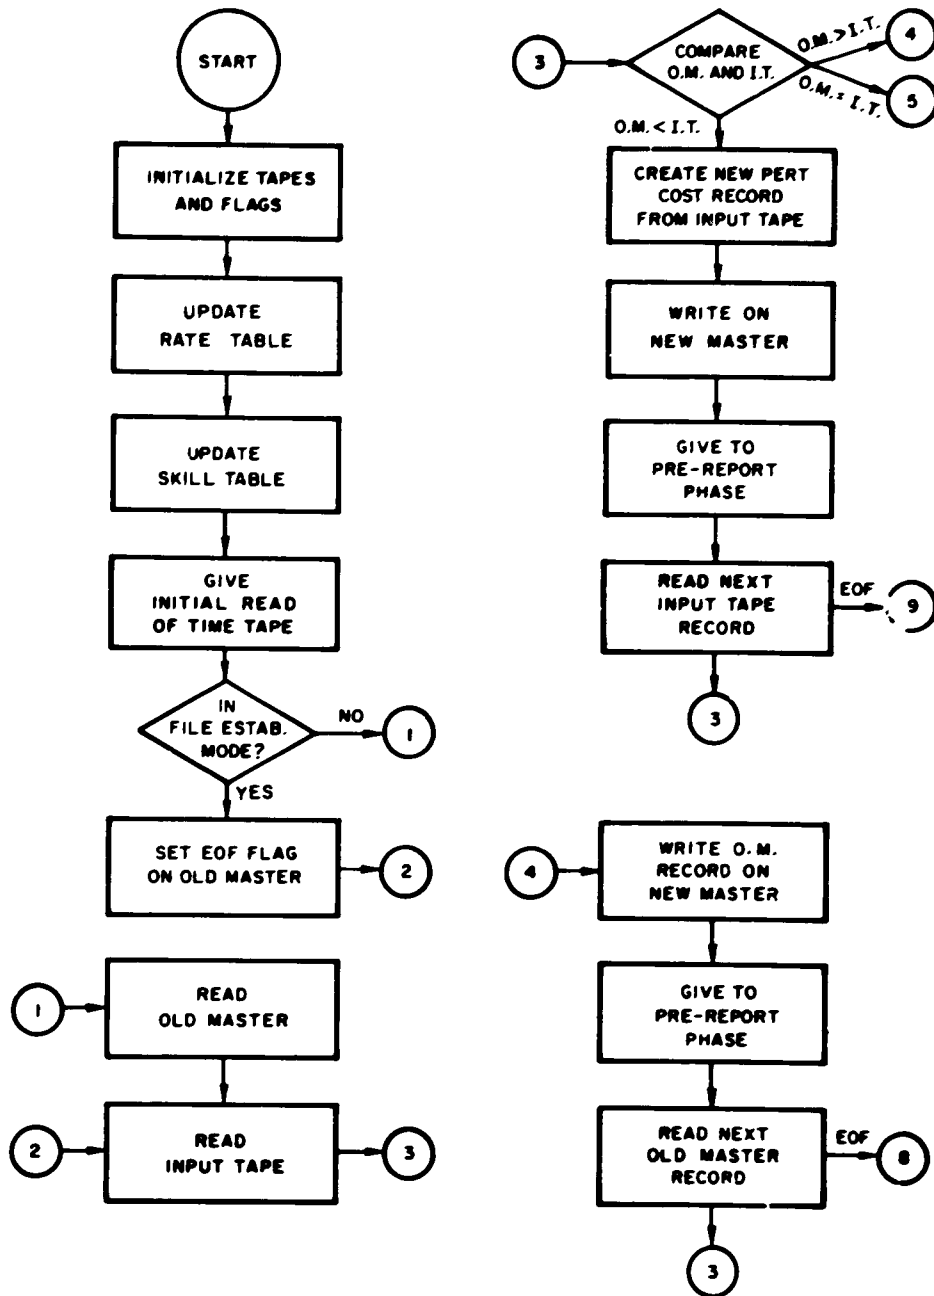 START
INITIALIZE TAPES
AND FLAGS
UPDATE
RATE TABLE
UPDATE
SKILL TABLE
GIVE
INITIAL READ
OF TIME TAPE
IN
FILE ESTAB.
MODE?
NO
1
YES
SET EOF FLAG
ON OLD MASTER
2
1
READ
OLD MASTER
2
READ
INPUT TAPE
3
3
COMPARE
O.M. AND I.T.
O.M. > I.T.
4
O.M. = I.T.
5
O.M. < I.T.
CREATE NEW PERT
COST RECORD
FROM INPUT TAPE
WRITE ON
NEW MASTER
GIVE TO
PRE-REPORT
PHASE
READ NEXT
INPUT TAPE
RECORD
EOF
9
3
4
WRITE O.M.
RECORD ON
NEW MASTER
GIVE TO
PRE-REPORT
PHASE
READ NEXT
OLD MASTER
RECORD
EOF
8
3